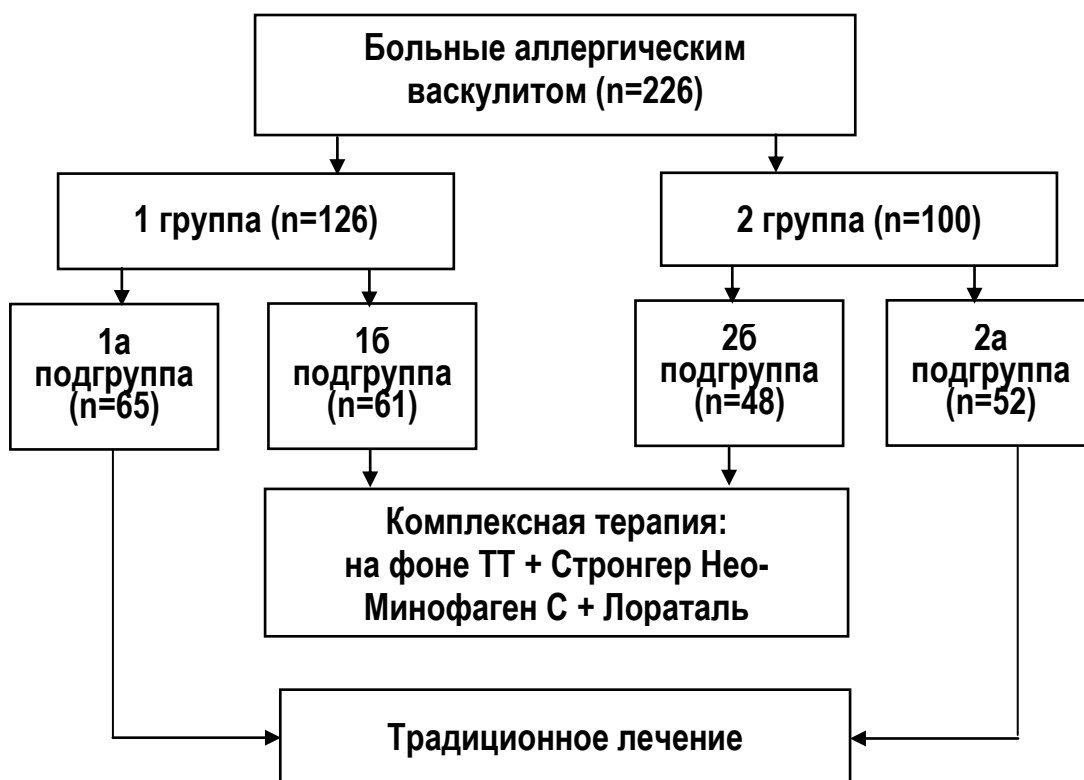 Больные аллергическим
васкулитом (n=226)
1 группа (n=126)
2 группа (n=100)
1а
подгруппа
(n=65)
1б
подгруппа
(n=61)
2б
подгруппа
(n=48)
2а
подгруппа
(n=52)
Комплексная терапия:
на фоне ТТ + Стронгер Нео-
Минофаген С + Лораталь
Традиционное лечение